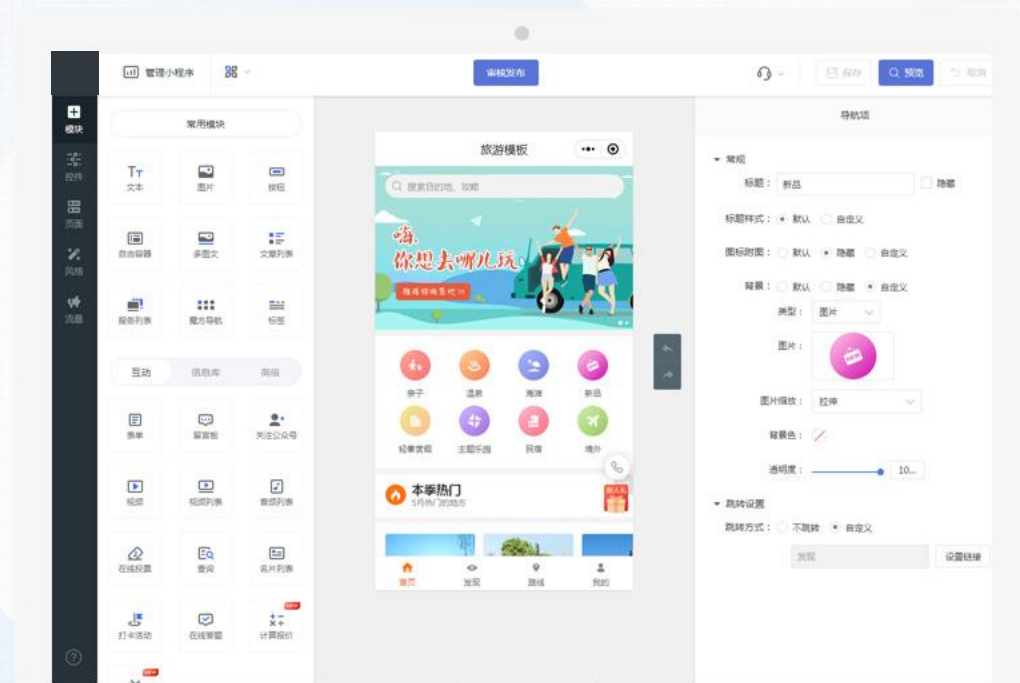 管理小程序
审核发布
保存
预览
取消
模块
控件
页面
风格
流量
常用模块
文本
图片
按钮
自由容器
多图文
文章列表
服务列表
魔方导航
标签
互动
信息库
高级
表单
留言板
关注公众号
视频
视频列表
音频列表
在线投票
查询
名片列表
打卡活动
在线答题
NEW
计算报价
NEW
旅游模板
搜索目的地、攻略
嗨,
你想去哪儿玩
亲子
温泉
海滩
新品
轻奢度假
主题乐园
民宿
境外
本季热门
5月热门的地方
新人礼
首页
发现
路线
我的
导航项
常规
标题： 新品 隐藏
标题样式： 默认 自定义
图标附图： 默认 隐藏 自定义
背景： 默认 隐藏 自定义
类型： 图片
图片：
图片缩放： 拉伸
背景色：
透明度： 10...
跳转设置
跳转方式： 不跳转 自定义
发现 设置链接